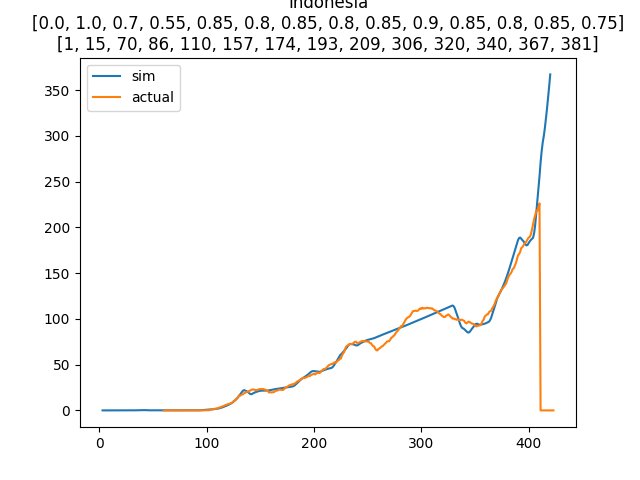 Indonesia
[0.0, 1.0, 0.7, 0.55, 0.85, 0.8, 0.85, 0.85, 0.85, 0.9, 0.85, 0.8, 0.85, 0.75]
[1, 15, 70, 86, 110, 157, 174, 193, 209, 306, 320, 340, 367, 381]
sim
actual
350
300
250
200
150
100
50
0
0 100 200 300 400